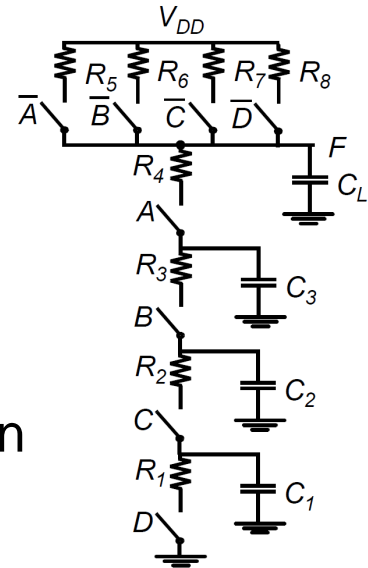 V_DD
R_5 R_6 R_7 R_8
A̅ B̅ C̅ D̅
F
R_4
C_L
A
R_3
C_3
B
R_2
C_2
n
C
R_1
C_1
D